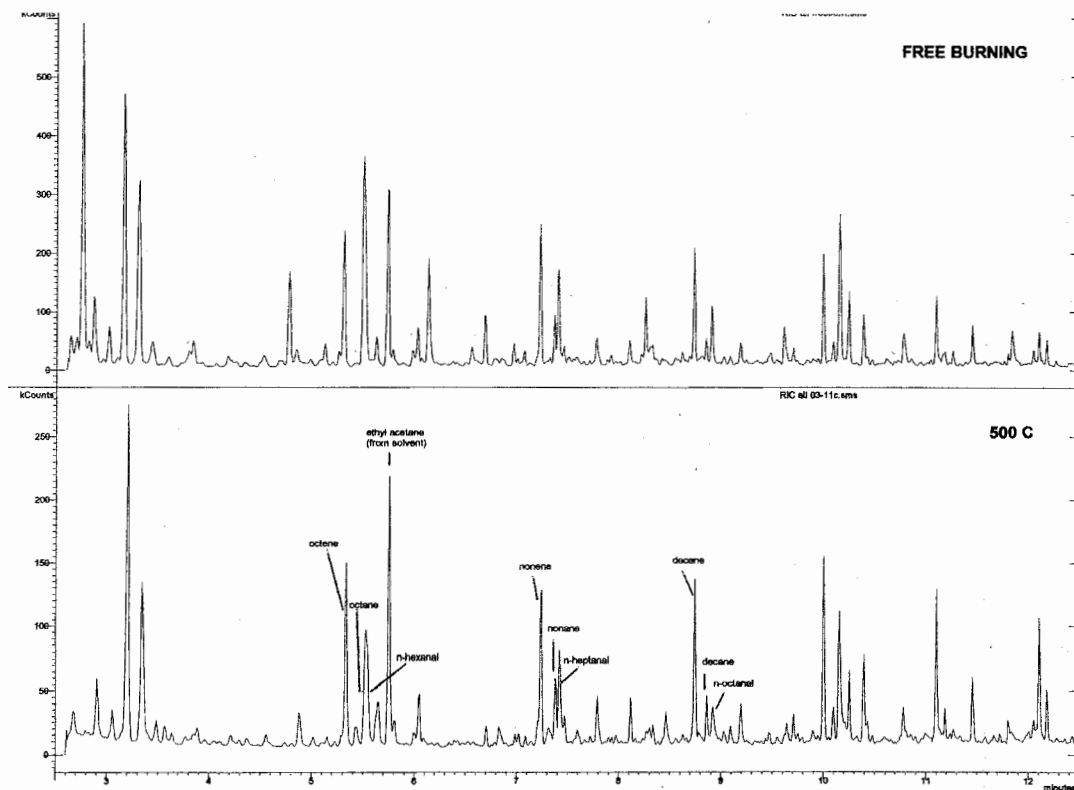 kCounts
FREE BURNING
500
400
300
200
100
0
kCounts
RIC all 03-11c.sms
500 C
250
200
150
100
50
0
ethyl acetane
(from solvent)
octene
octane
n-hexanal
nonene
nonane
n-heptanal
decene
decane
n-octanal
3 4 5 6 7 8 9 10 11 12
minutes